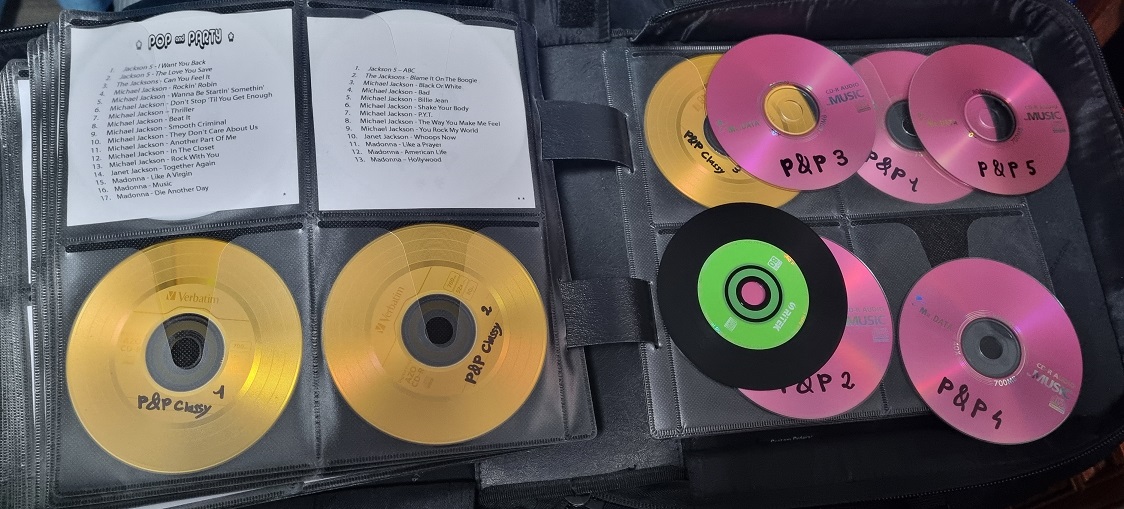 POP and PARTY
1. Jackson 5 - I Want You Back
2. Jackson 5 - The Love You Save
3. The Jacksons - Can You Feel It
4. Michael Jackson - Rockin' Robin
5. Michael Jackson - Wanna Be Startin' Somethin'
6. Michael Jackson - Don't Stop 'Til You Get Enough
7. Michael Jackson - Thriller
8. Michael Jackson - Beat It
9. Michael Jackson - Smooth Criminal
10. Michael Jackson - They Don't Care About Us
11. Michael Jackson - Another Part Of Me
12. Michael Jackson - In The Closet
13. Michael Jackson - Rock With You
14. Janet Jackson - Together Again
15. Madonna - Like A Virgin
16. Madonna - Music
17. Madonna - Die Another Day
1. Jackson 5 – ABC
2. The Jacksons - Blame It On The Boogie
3. Michael Jackson - Black Or White
4. Michael Jackson - Bad
5. Michael Jackson - Billie Jean
6. Michael Jackson - Shake Your Body
7. Michael Jackson - P.Y.T.
8. Michael Jackson - The Way You Make Me Feel
9. Michael Jackson - You Rock My World
10. Janet Jackson - Whoops Now
11. Madonna - Like a Prayer
12. Madonna - American Life
13. Madonna - Hollywood
Verbatim
P&P Classy 1
Verbatim
P&P Classy 2
P&P Classy 3
CD-R AUDIO
MUSIC
P&P 3
P&P 1
MUSIC
P&P 5
RITEK
MUSIC
P&P 2
CD-R A
MUSIC
700M
P&P 4